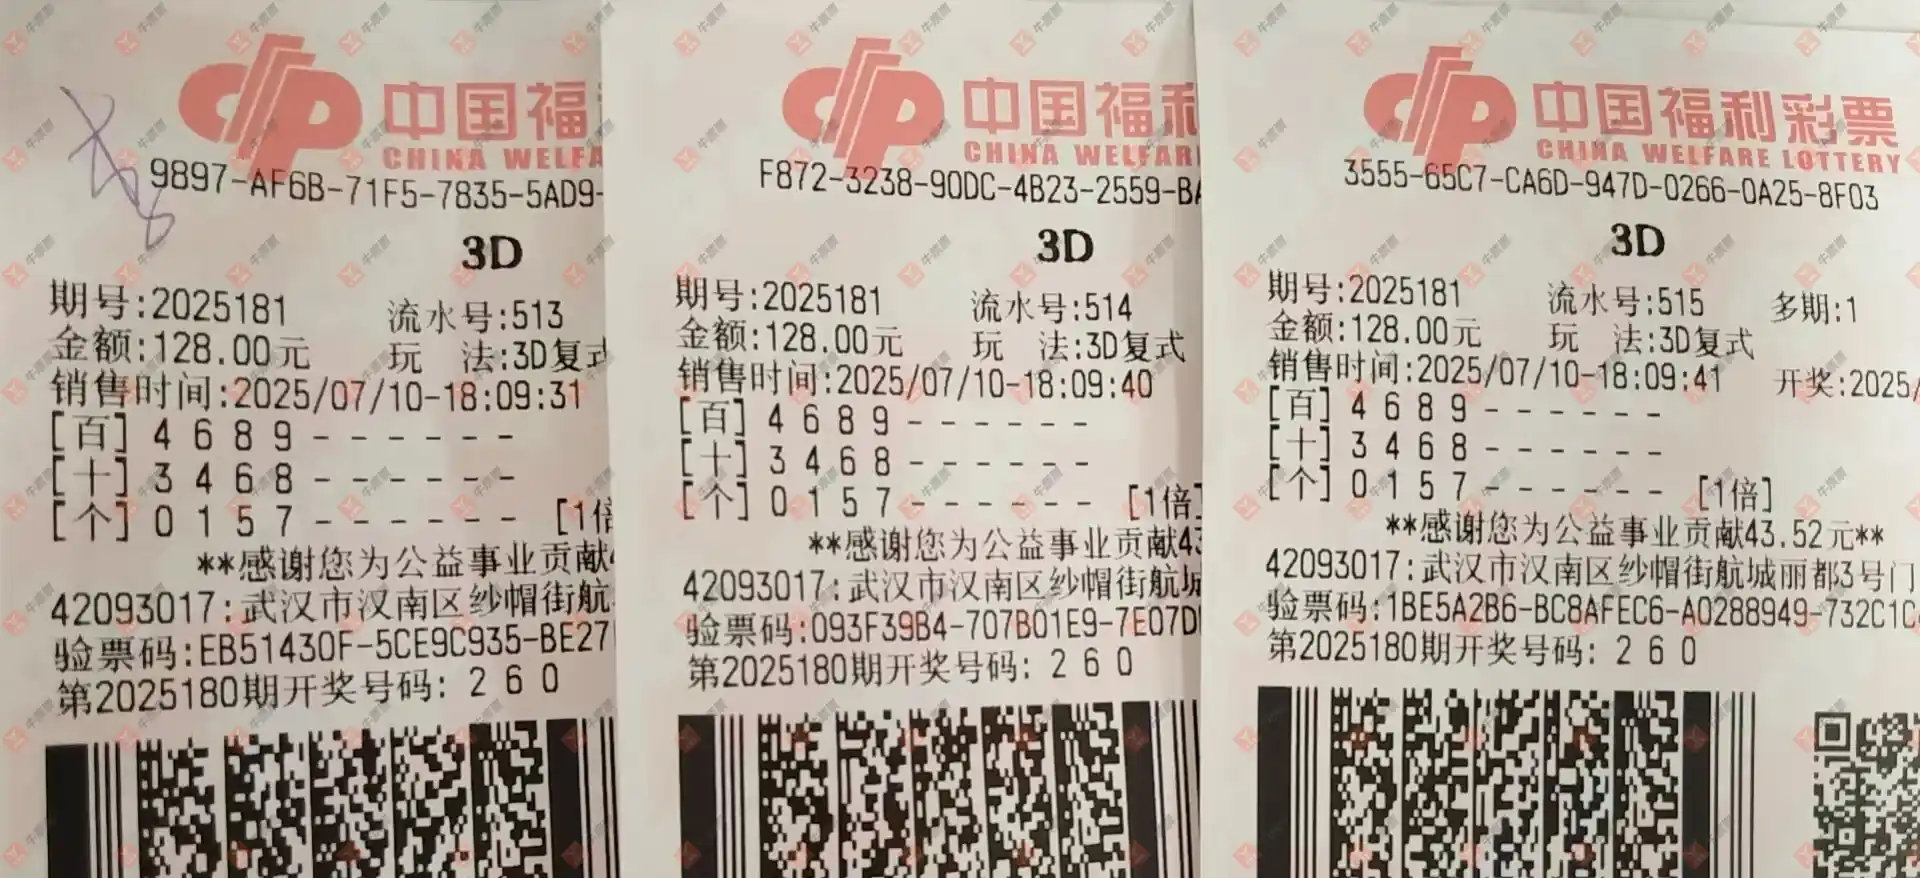 中国福
CHINA WELFA
9897-AF6B-71F5-7835-5AD9-
3D
期号:2025181 流水号:513
金额:128.00元 玩 法:3D复式
销售时间:2025/07/10-18:09:31
[百] 4 6 8 9 - - - - - -
[十] 3 4 6 8 - - - - - -
[个] 0 1 5 7 - - - - - - [1倍
**感谢您为公益事业贡献4
42093017:武汉市汉南区纱帽街航
验票码:EB51430F-5CE9C935-BE27
第2025180期开奖号码: 2 6 0
中国福利
CHINA WELFAR
F872-3238-90DC-4B23-2559-BA
3D
期号:2025181 流水号:514
金额:128.00元 玩 法:3D复式
销售时间:2025/07/10-18:09:40
[百] 4 6 8 9 - - - - - -
[十] 3 4 6 8 - - - - - -
[个] 0 1 5 7 - - - - - - [1倍]
**感谢您为公益事业贡献43
42093017:武汉市汉南区纱帽街航城
验票码:093F39B4-707B01E9-7E07D
第2025180期开奖号码: 2 6 0
中国福利彩票
CHINA WELFARE LOTTERY
3555-65C7-CA6D-947D-0266-0A25-8F03
3D
期号:2025181 流水号:515 多期:1
金额:128.00元 玩 法:3D复式
销售时间:2025/07/10-18:09:41 开奖:2025/
[百] 4 6 8 9 - - - - - -
[十] 3 4 6 8 - - - - - -
[个] 0 1 5 7 - - - - - - [1倍]
**感谢您为公益事业贡献43.52元**
42093017:武汉市汉南区纱帽街航城丽都3号门
验票码:1BE5A2B6-BC8AFEC6-A0288949-732C1C
第2025180期开奖号码: 2 6 0